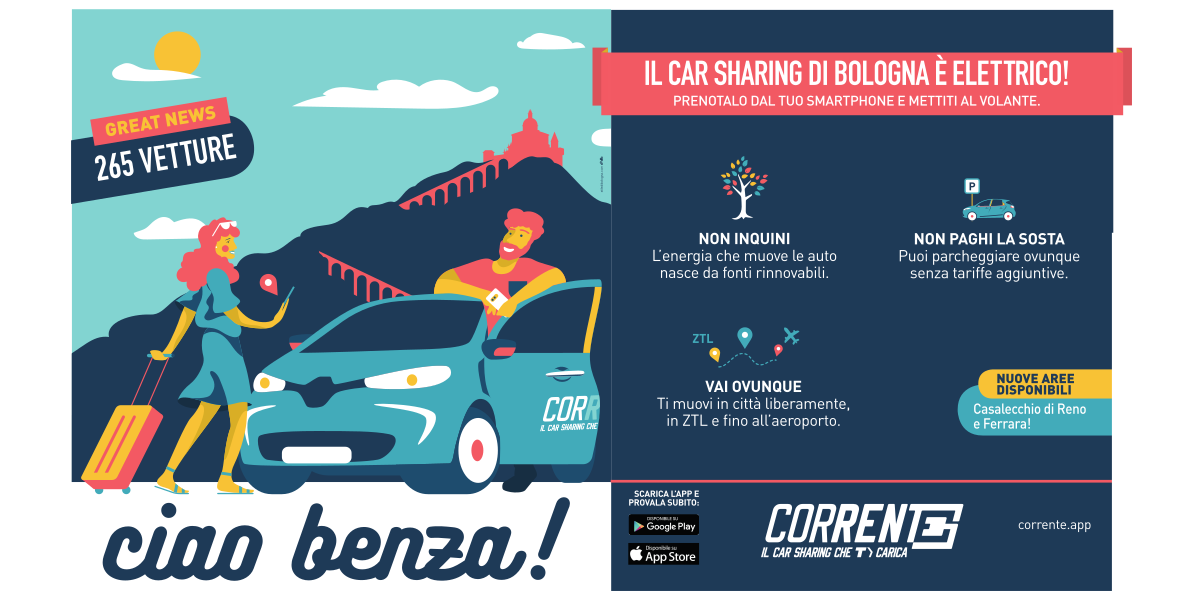 GREAT NEWS
265 VETTURE
COR
IL CAR SHARING CHE
ciao benza!
IL CAR SHARING DI BOLOGNA È ELETTRICO!
PRENOTALO DAL TUO SMARTPHONE E METTITI AL VOLANTE.
NON INQUINI
L'energia che muove le auto
nasce da fonti rinnovabili.
P
NON PAGHI LA SOSTA
Puoi parcheggiare ovunque
senza tariffe aggiuntive.
ZTL
VAI OVUNQUE
Ti muovi in città liberamente,
in ZTL e fino all'aeroporto.
NUOVE AREE
DISPONIBILI
Casalecchio di Reno
e Ferrara!
SCARICA L'APP E
PROVALA SUBITO:
DISPONIBILE SU
Google Play
Disponibile su
App Store
CORRENTE
IL CAR SHARING CHE TI CARICA
corrente.app